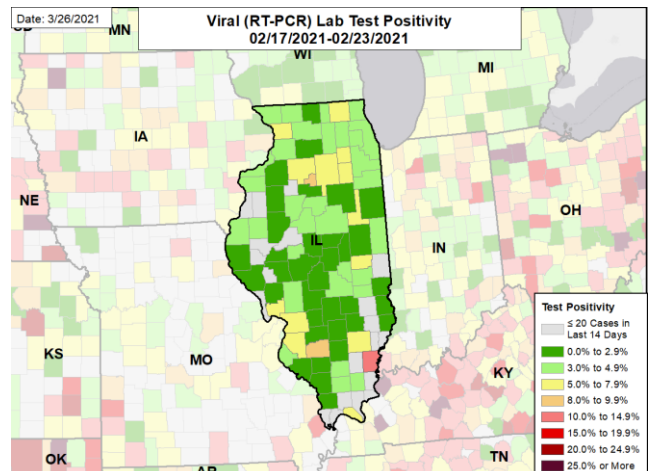 Date: 3/26/2021
Viral (RT-PCR) Lab Test Positivity
02/17/2021-02/23/2021
MN
WI
MI
IA
NE
IL
IN
OH
KS
MO
KY
OK
AR
TN
Test Positivity
≤ 20 Cases in
Last 14 Days
0.0% to 2.9%
3.0% to 4.9%
5.0% to 7.9%
8.0% to 9.9%
10.0% to 14.9%
15.0% to 19.9%
20.0% to 24.9%
25.0% or More